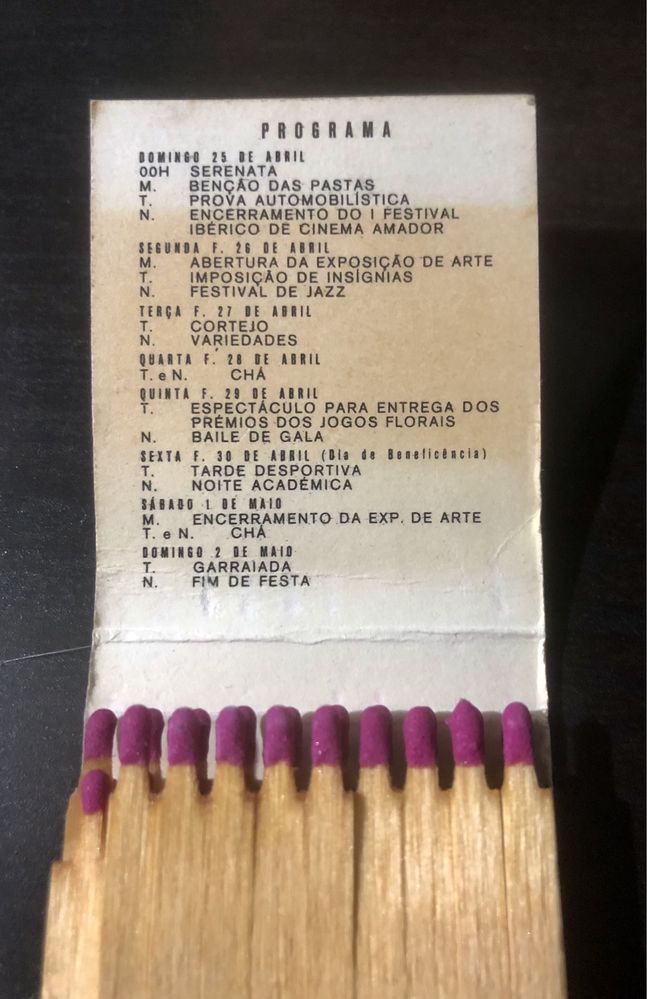 PROGRAMA
DOMINGO 25 DE ABRIL
00H SERENATA
M. BENÇÃO DAS PASTAS
T. PROVA AUTOMOBILÍSTICA
N. ENCERRAMENTO DO I FESTIVAL
IBÉRICO DE CINEMA AMADOR
SEGUNDA F. 26 DE ABRIL
M. ABERTURA DA EXPOSIÇÃO DE ARTE
T. IMPOSIÇÃO DE INSÍGNIAS
N. FESTIVAL DE JAZZ
TERÇA F. 27 DE ABRIL
T. CORTEJO
N. VARIEDADES
QUARTA F. 28 DE ABRIL
T. e N. CHÁ
QUINTA F. 29 DE ABRIL
T. ESPECTÁCULO PARA ENTREGA DOS
PRÉMIOS DOS JOGOS FLORAIS
N. BAILE DE GALA
SEXTA F. 30 DE ABRIL (Dia de Beneficência)
T. TARDE DESPORTIVA
N. NOITE ACADÉMICA
SÁBADO 1 DE MAIO
M. ENCERRAMENTO DA EXP. DE ARTE
T. e N. CHÁ
DOMINGO 2 DE MAIO
T. GARRAIADA
N. FIM DE FESTA